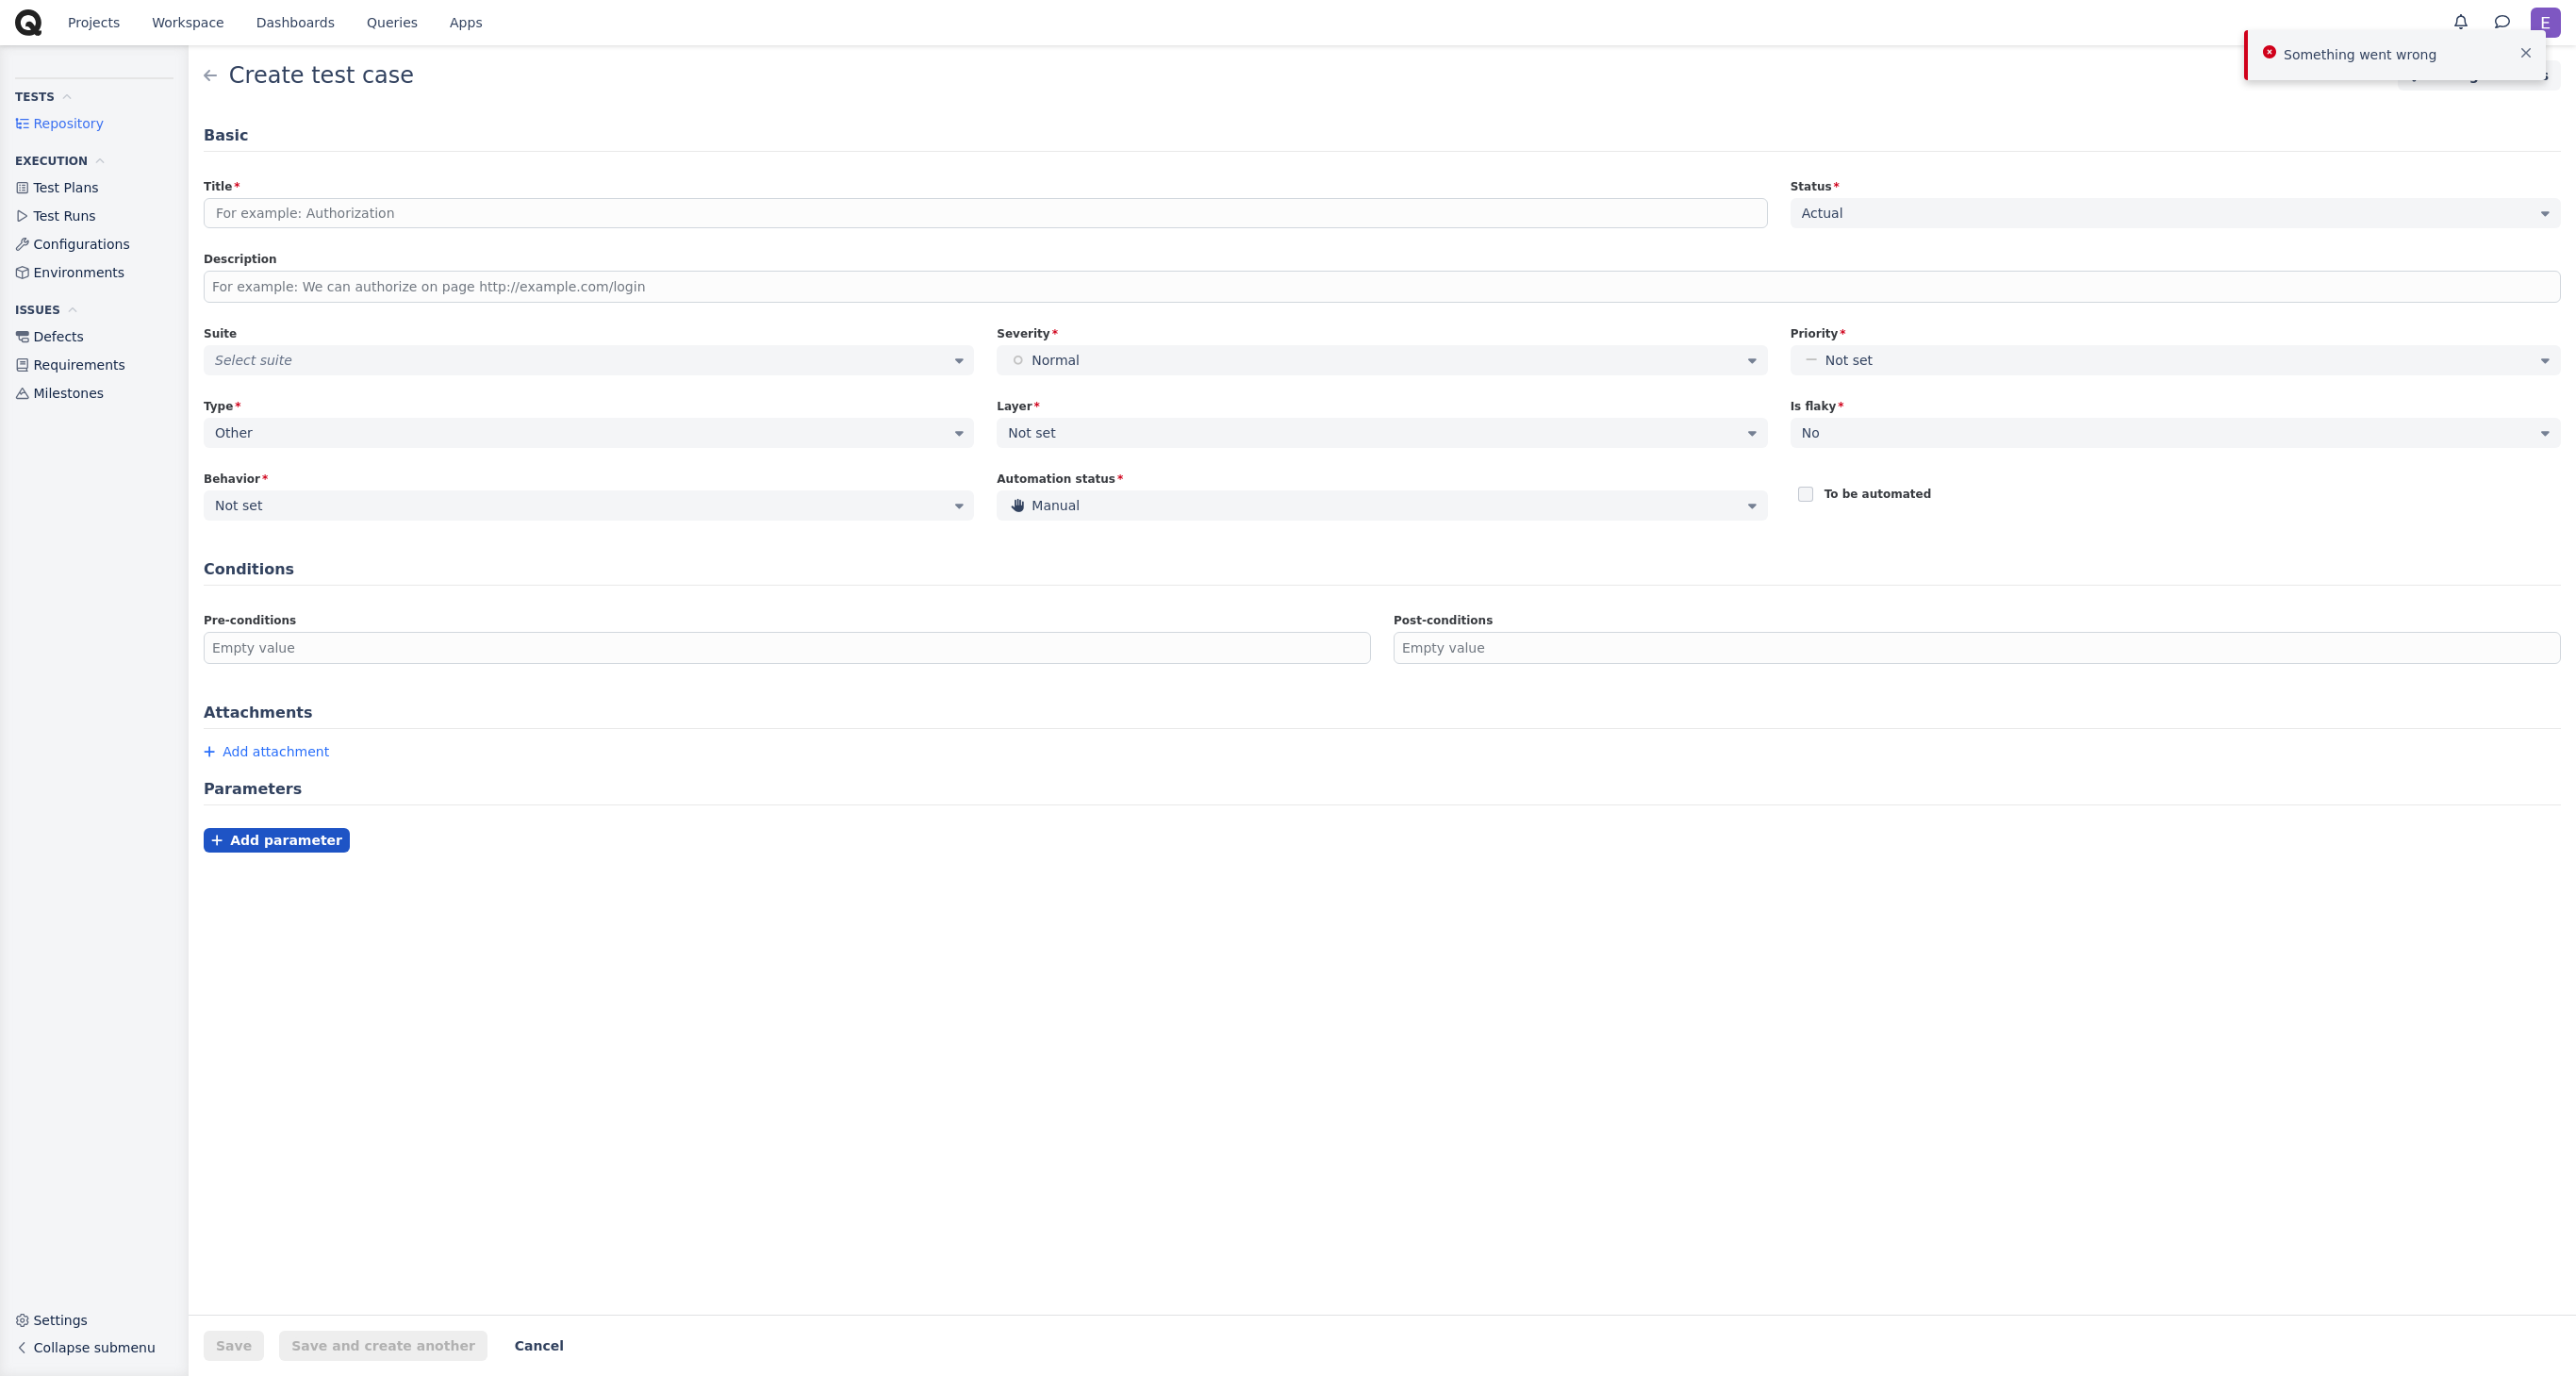 Projects Workspace Dashboards Queries Apps
E
Something went wrong
Create test case
TESTS
Repository
EXECUTION
Test Plans
Test Runs
Configurations
Environments
ISSUES
Defects
Requirements
Milestones
Settings
Collapse submenu
Basic
Title* Status*
For example: Authorization Actual
Description
For example: We can authorize on page http://example.com/login
Suite Severity* Priority*
Select suite Normal Not set
Type* Layer* Is flaky*
Other Not set No
Behavior* Automation status* To be automated
Not set Manual
Conditions
Pre-conditions Post-conditions
Empty value Empty value
Attachments
+ Add attachment
Parameters
+ Add parameter
Save Save and create another Cancel